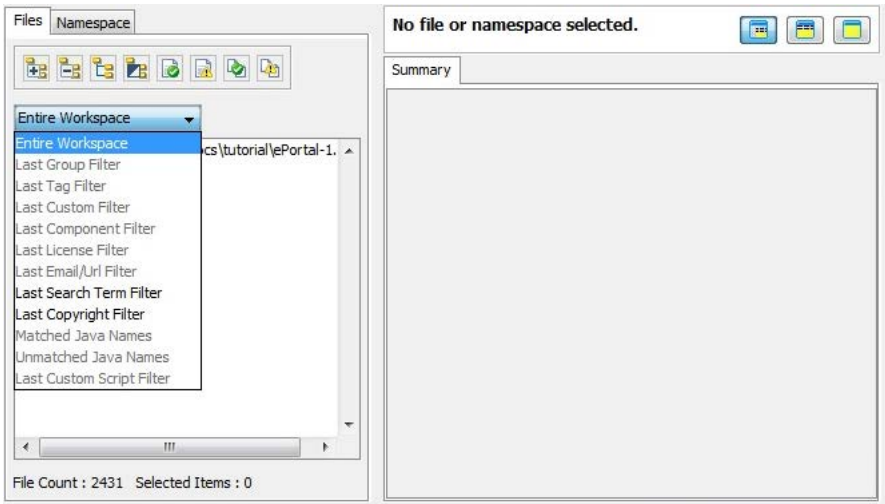 Files Namespace
No file or namespace selected.
Summary
Entire Workspace
Entire Workspace
cs\tutorial\ePortal-1.
Last Group Filter
Last Tag Filter
Last Custom Filter
Last Component Filter
Last License Filter
Last Email/Url Filter
Last Search Term Filter
Last Copyright Filter
Matched Java Names
Unmatched Java Names
Last Custom Script Filter
File Count : 2431 Selected Items : 0